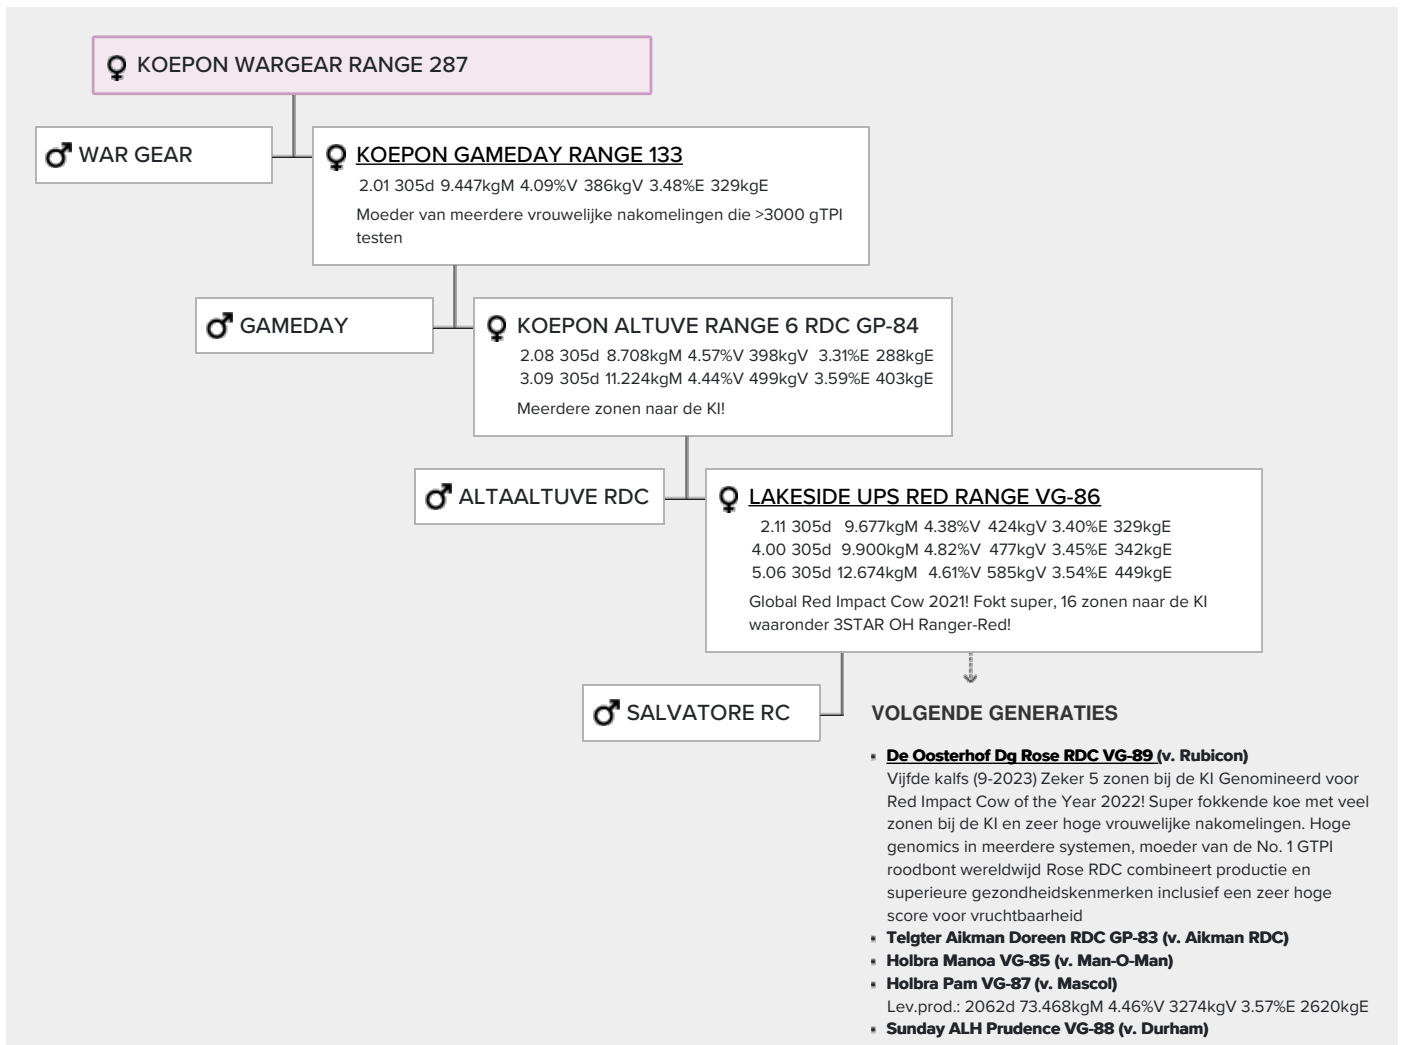 KOEPON WARGEAR RANGE 287
WAR GEAR
KOEPON GAMEDAY RANGE 133
2.01 305d 9.447kgM 4.09%V 386kgV 3.48%E 329kgE
Moeder van meerdere vrouwelijke nakomelingen die >3000 gTPI
testen
GAMEDAY
KOEPON ALTUVE RANGE 6 RDC GP-84
2.08 305d 8.708kgM 4.57%V 398kgV 3.31%E 288kgE
3.09 305d 11.224kgM 4.44%V 499kgV 3.59%E 403kgE
Meerdere zonen naar de KI!
ALTAALTUVE RDC
LAKESIDE UPS RED RANGE VG-86
2.11 305d 9.677kgM 4.38%V 424kgV 3.40%E 329kgE
4.00 305d 9.900kgM 4.82%V 477kgV 3.45%E 342kgE
5.06 305d 12.674kgM 4.61%V 585kgV 3.54%E 449kgE
Global Red Impact Cow 2021! Fokt super, 16 zonen naar de KI
waaronder 3STAR OH Ranger-Red!
SALVATORE RC
VOLGENDE GENERATIES
De Oosterhof Dg Rose RDC VG-89 (v. Rubicon)
Vijfde kalfs (9-2023) Zeker 5 zonen bij de KI Genomineerd voor
Red Impact Cow of the Year 2022! Super fokkende koe met veel
zonen bij de KI en zeer hoge vrouwelijke nakomelingen. Hoge
genomics in meerdere systemen, moeder van de No. 1 GTPI
roodbont wereldwijd Rose RDC combineert productie en
superieure gezondheidskenmerken inclusief een zeer hoge
score voor vruchtbaarheid
Telgter Aikman Doreen RDC GP-83 (v. Aikman RDC)
Holbra Manoa VG-85 (v. Man-O-Man)
Holbra Pam VG-87 (v. Mascol)
Lev.prod.: 2062d 73.468kgM 4.46%V 3274kgV 3.57%E 2620kgE
Sunday ALH Prudence VG-88 (v. Durham)